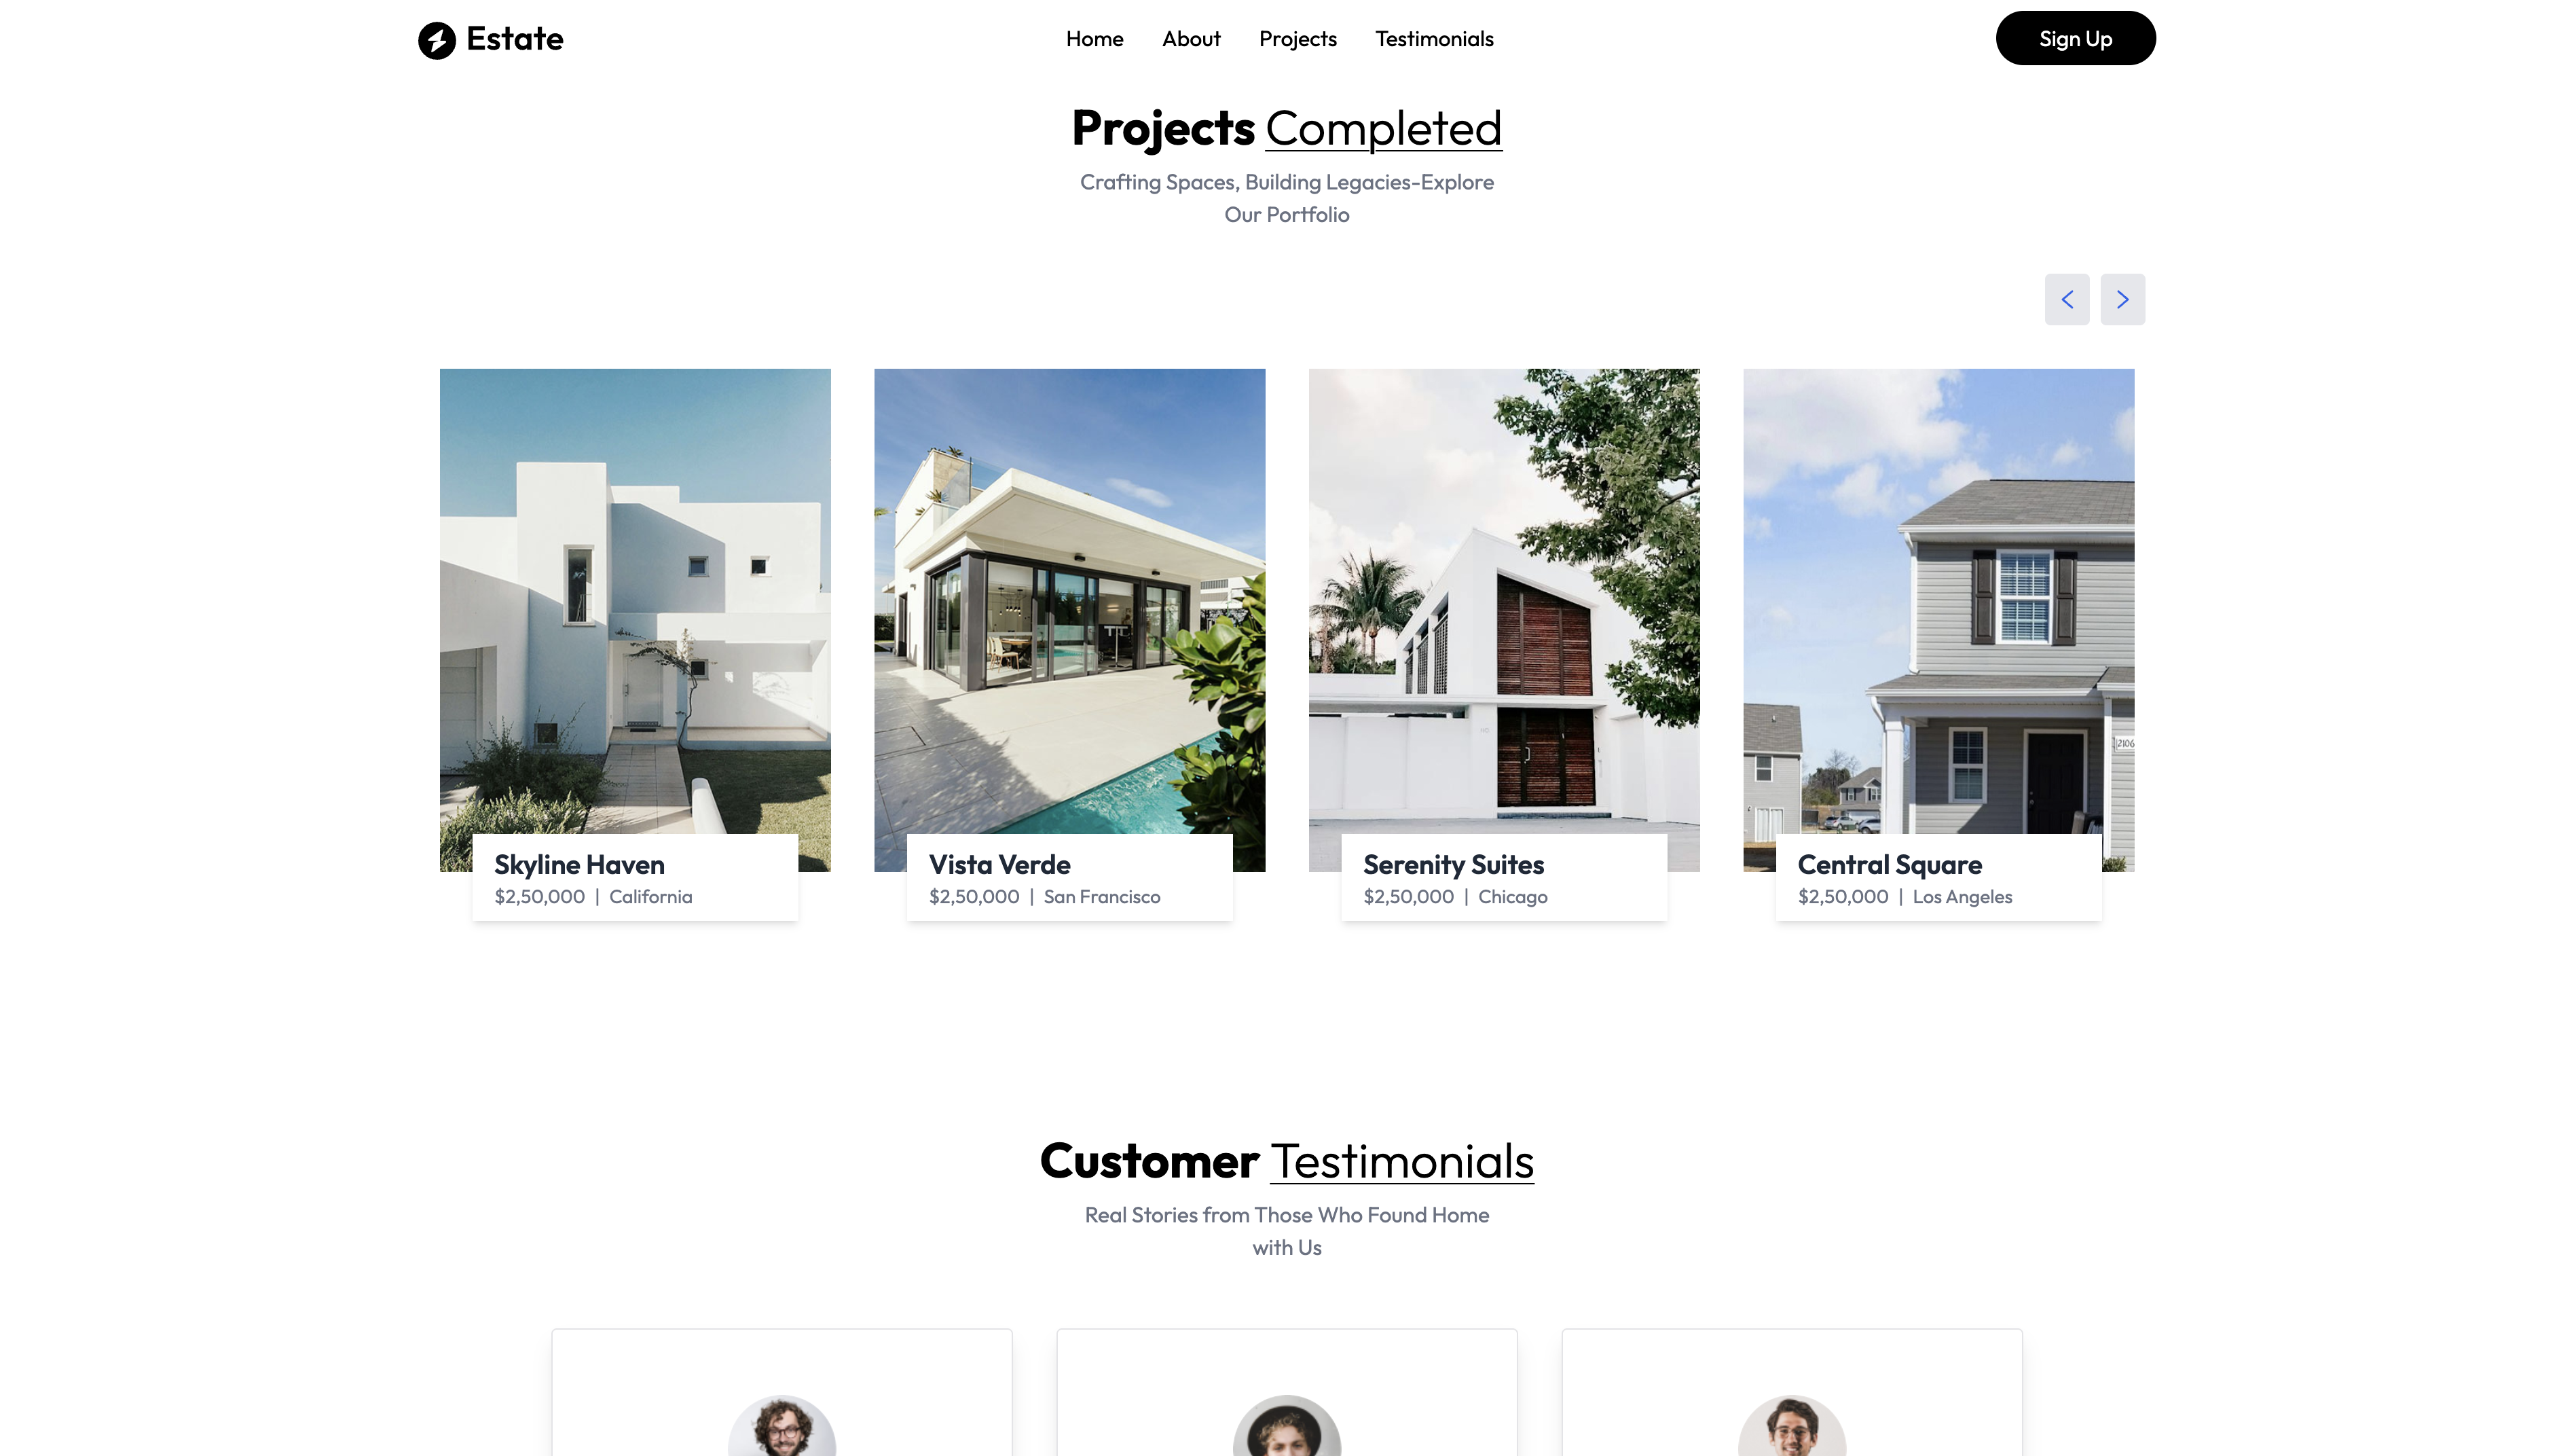 Estate
Home About Projects Testimonials
Sign Up
Projects Completed
Crafting Spaces, Building Legacies-Explore
Our Portfolio
Skyline Haven
$2,50,000 | California
Vista Verde
$2,50,000 | San Francisco
Serenity Suites
$2,50,000 | Chicago
2106
Central Square
$2,50,000 | Los Angeles
Customer Testimonials
Real Stories from Those Who Found Home
with Us